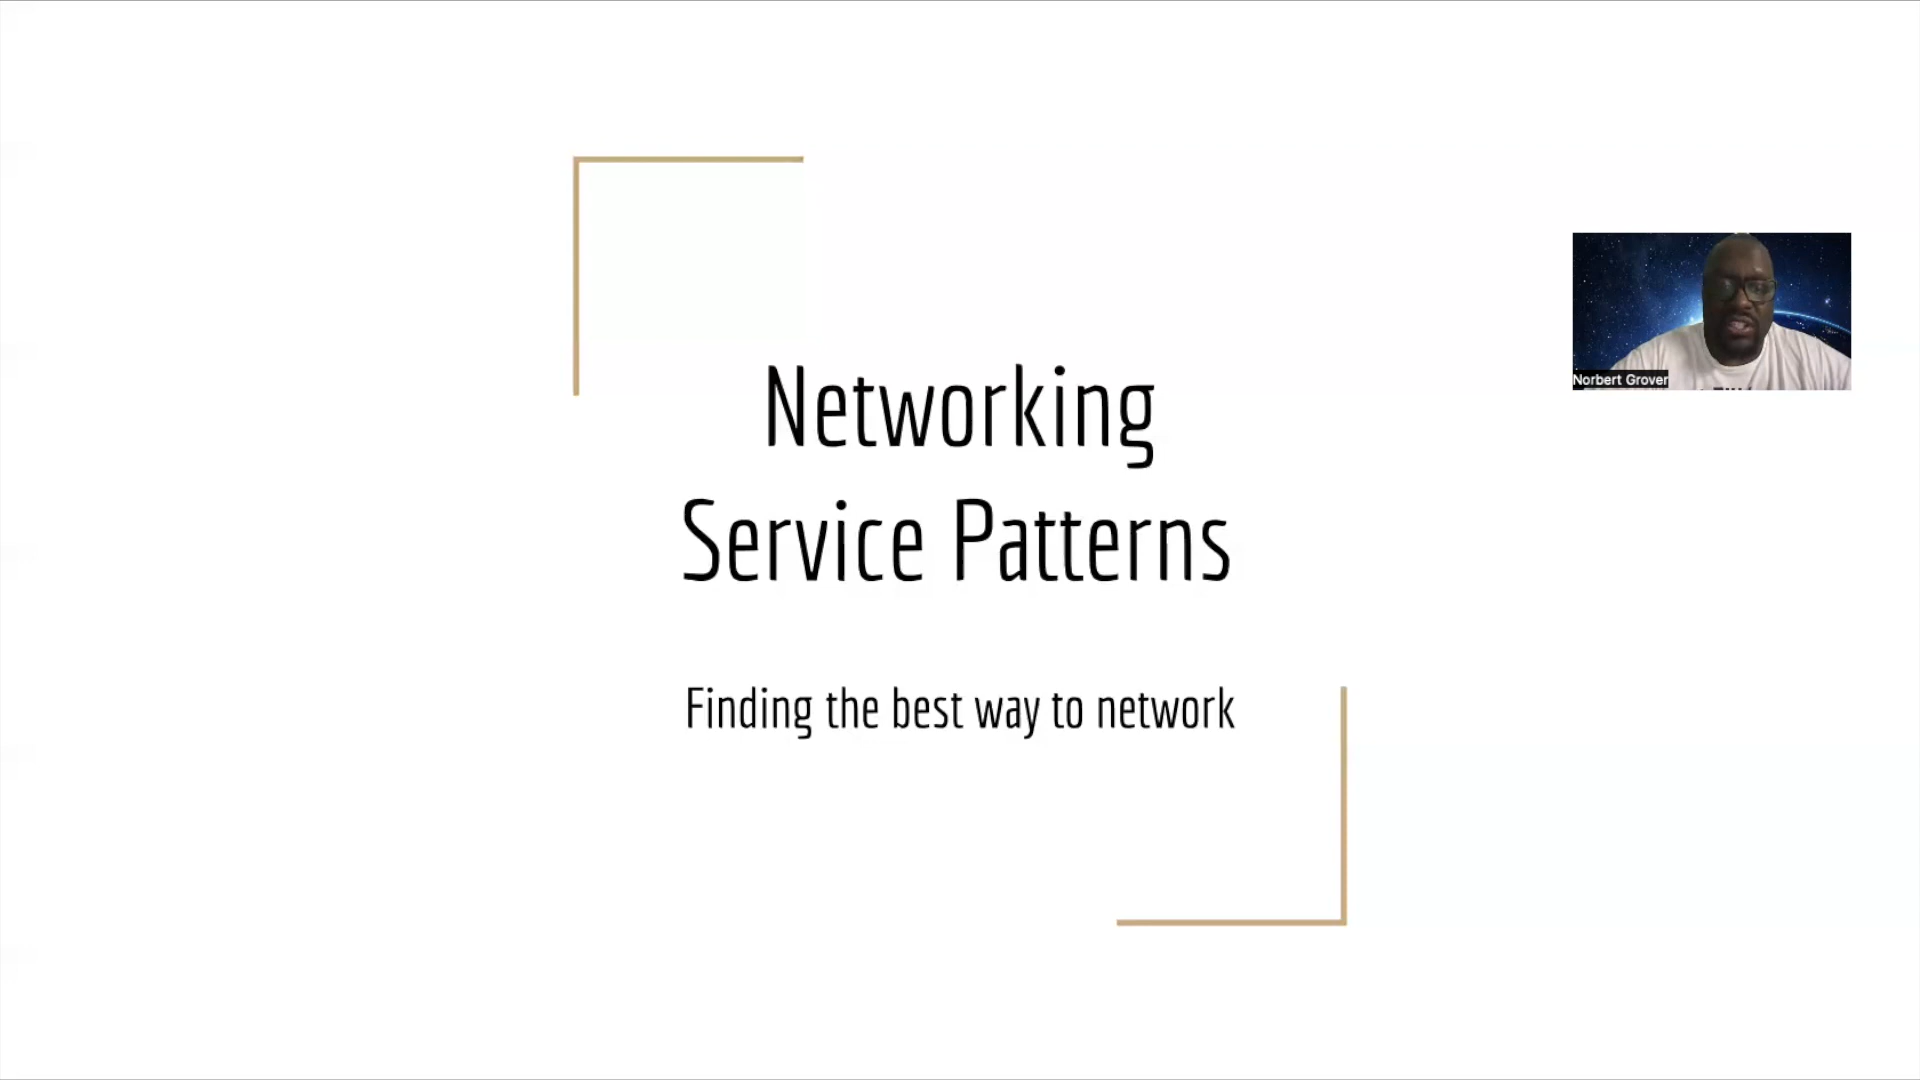 Networking
Service Patterns
Finding the best way to network
Norbert Grover